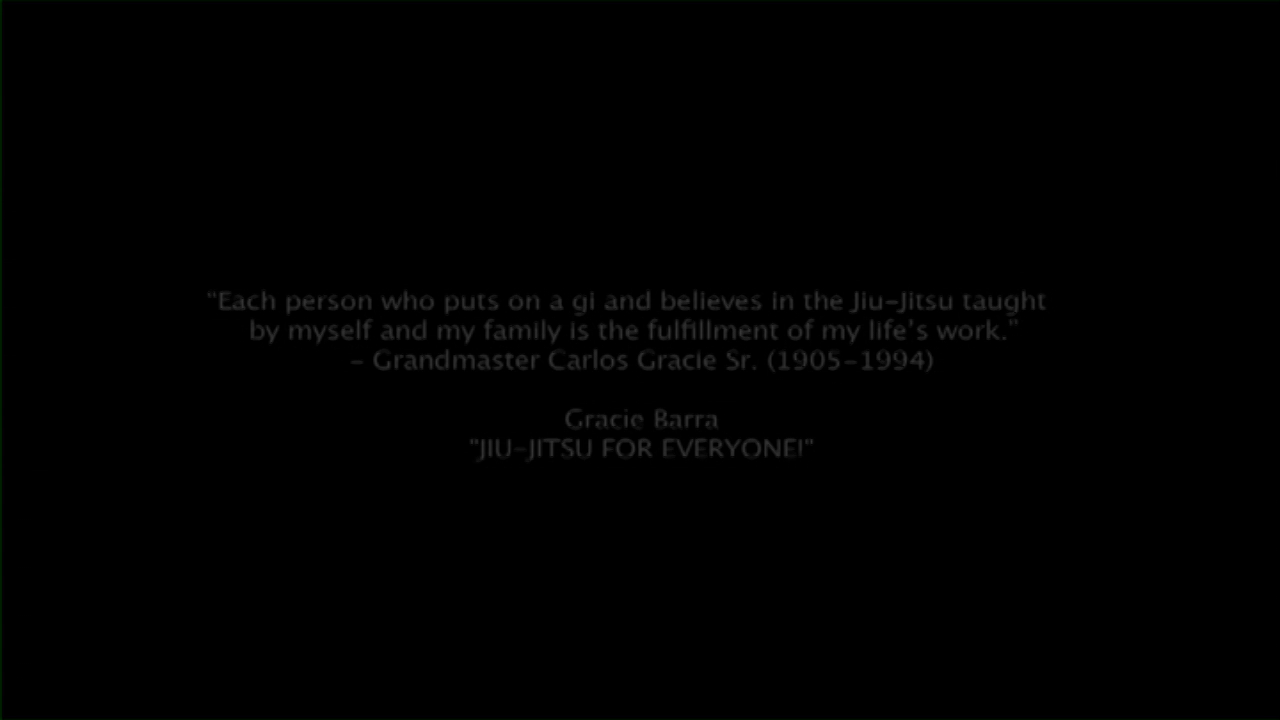 "Each person who puts on a gi and believes in the Jiu-Jitsu taught
by myself and my family is the fulfillment of my life's work."
- Grandmaster Carlos Gracie Sr. (1905-1994)
Gracie Barra
"JIU-JITSU FOR EVERYONE!"